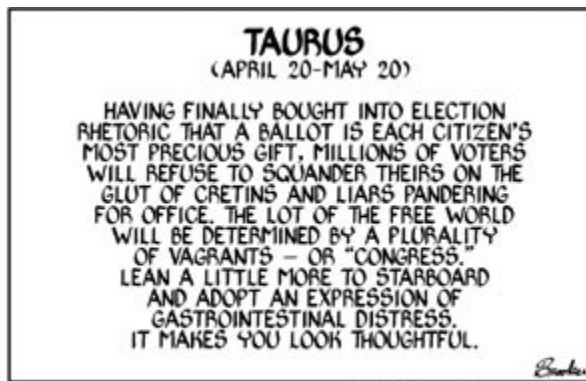 TAURUS
(APRIL 20-MAY 20)
HAVING FINALLY BOUGHT INTO ELECTION
RHETORIC THAT A BALLOT IS EACH CITIZEN'S
MOST PRECIOUS GIFT, MILLIONS OF VOTERS
WILL REFUSE TO SQUANDER THEIRS ON THE
GLUT OF CRETINS AND LIARS PANDERING
FOR OFFICE. THE LOT OF THE FREE WORLD
WILL BE DETERMINED BY A PLURALITY
OF VAGRANTS – OR "CONGRESS."
LEAN A LITTLE MORE TO STARBOARD
AND ADOPT AN EXPRESSION OF
GASTROINTESTINAL DISTRESS.
IT MAKES YOU LOOK THOUGHTFUL.